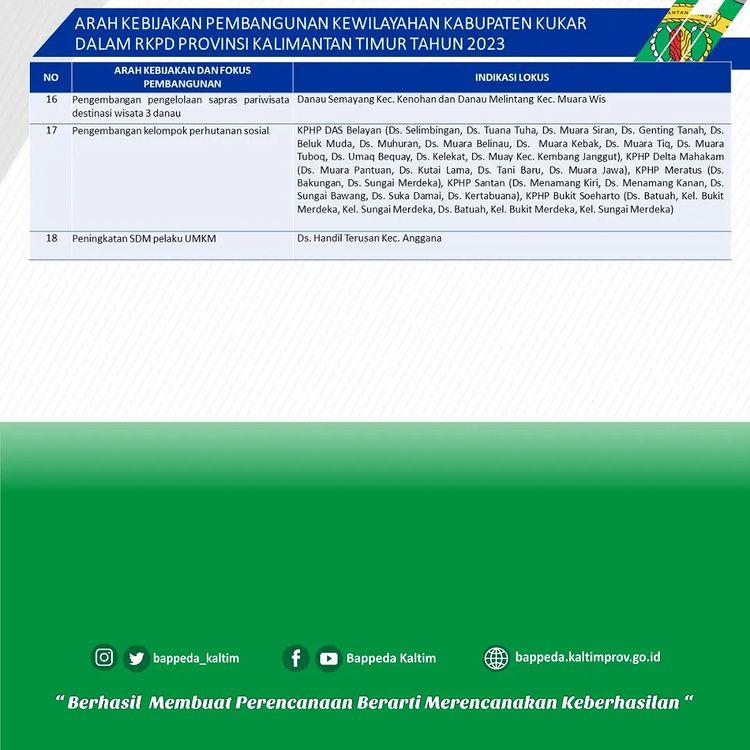 ARAH KEBIJAKAN PEMBANGUNAN KEWILAYAHAN KABUPATEN KUKAR
DALAM RKPD PROVINSI KALIMANTAN TIMUR TAHUN 2023
NO
ARAH KEBIJAKAN DAN FOKUS
PEMBANGUNAN
INDIKASI LOKUS
16
Pengembangan pengelolaan sapras pariwisata
destinasi wisata 3 danau
Danau Semayang Kec. Kenohan dan Danau Melintang Kec. Muara Wis
17
Pengembangan kelompok perhutanan sosial
KPHP DAS Belayan (Ds. Selimbingan, Ds. Tuana Tuha, Ds. Muara Siran, Ds. Genting Tanah, Ds.
Beluk Muda, Ds. Muhuran, Ds. Muara Belinau, Ds. Muara Kebak, Ds. Muara Tiq, Ds. Muara
Tuboq, Ds. Umaq Bequay, Ds. Kelekat, Ds. Muay Kec. Kembang Janggut), KPHP Delta Mahakam
(Ds. Muara Pantuan, Ds. Kutai Lama, Ds. Tani Baru, Ds. Muara Jawa), KPHP Meratus (Ds.
Bakungan, Ds. Sungai Merdeka), KPHP Santan (Ds. Menamang Kiri, Ds. Menamang Kanan, Ds.
Sungai Bawang, Ds. Suka Damai, Ds. Kertabuana), KPHP Bukit Soeharto (Ds. Batuah, Kel. Bukit
Merdeka, Kel. Sungai Merdeka, Ds. Batuah, Kel. Bukit Merdeka, Kel. Sungai Merdeka)
18
Peningkatan SDM pelaku UMKM
Ds. Handil Terusan Kec. Anggana
bappeda_kaltim
Bappeda Kaltim
bappeda.kaltimprov.go.id
“ Berhasil Membuat Perencanaan Berarti Merencanakan Keberhasilan “